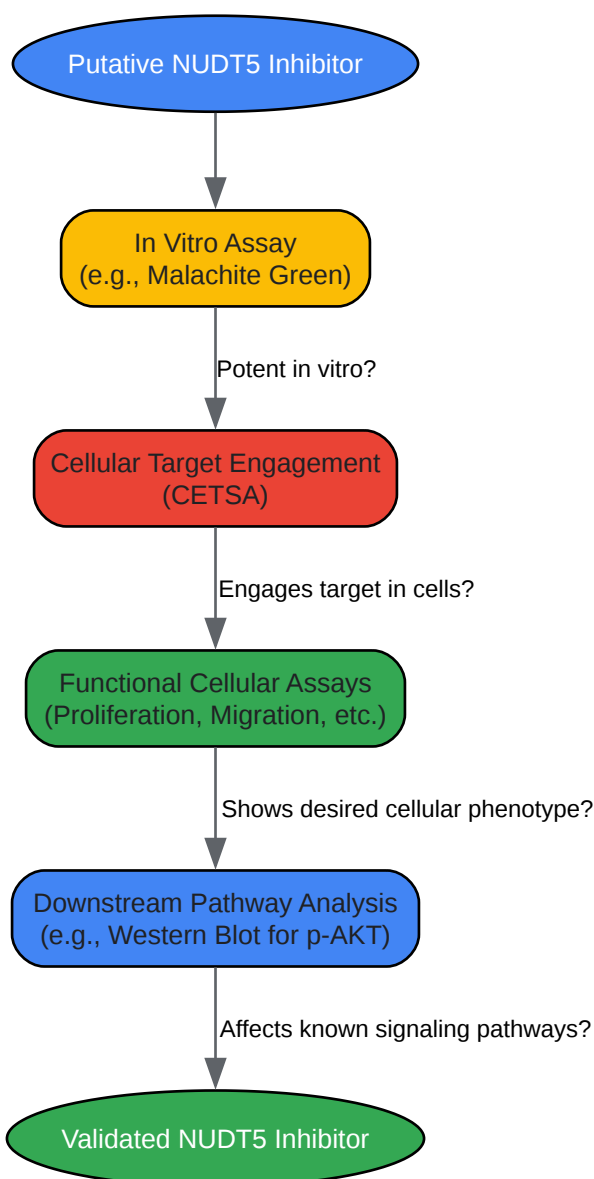 Putative NUDT5 Inhibitor
In Vitro Assay
(e.g., Malachite Green)
Potent in vitro?
Cellular Target Engagement
(CETSA)
Engages target in cells?
Functional Cellular Assays
(Proliferation, Migration, etc.)
Shows desired cellular phenotype?
Downstream Pathway Analysis
(e.g., Western Blot for p-AKT)
Affects known signaling pathways?
Validated NUDT5 Inhibitor